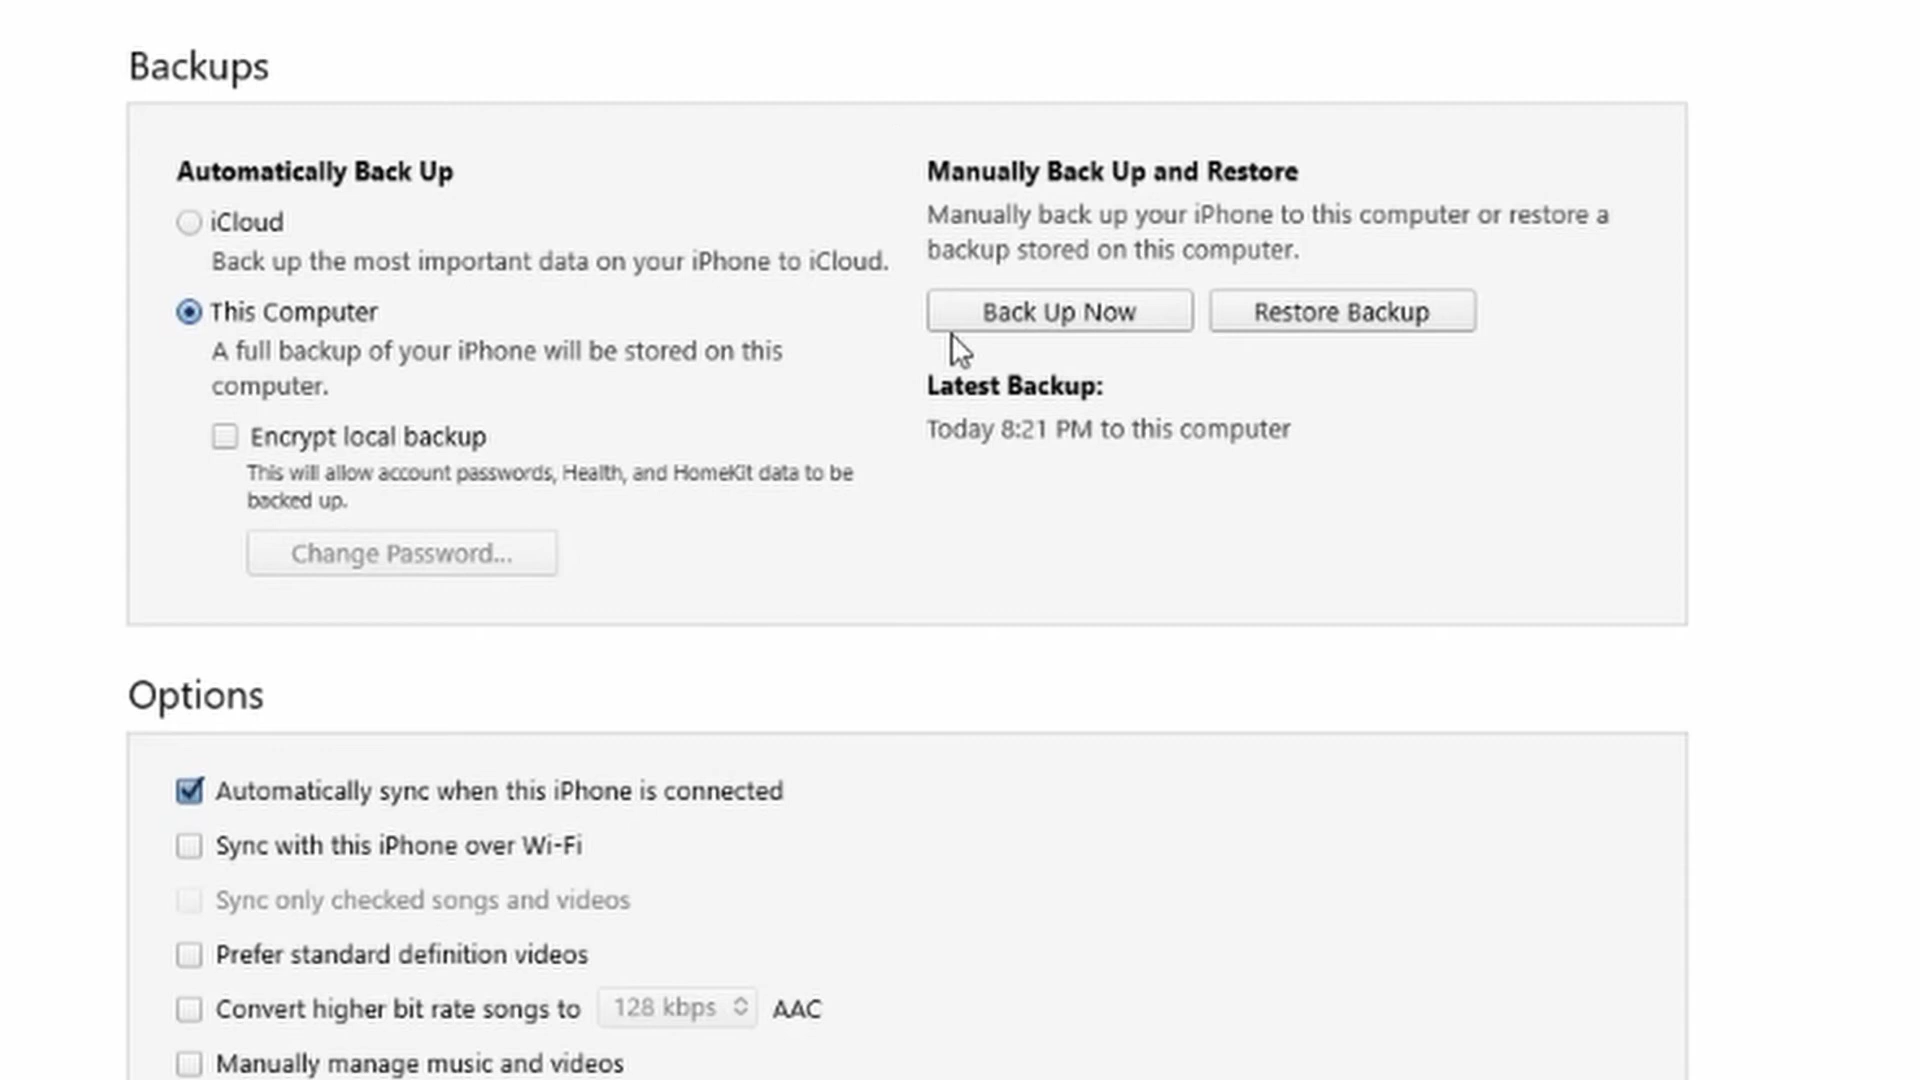 Backups
Automatically Back Up
iCloud
Back up the most important data on your iPhone to iCloud.
This Computer
A full backup of your iPhone will be stored on this
computer.
Encrypt local backup
This will allow account passwords, Health, and HomeKit data to be
backed up.
Change Password...
Manually Back Up and Restore
Manually back up your iPhone to this computer or restore a
backup stored on this computer.
Back Up Now
Restore Backup
Latest Backup:
Today 8:21 PM to this computer
Options
Automatically sync when this iPhone is connected
Sync with this iPhone over Wi-Fi
Sync only checked songs and videos
Prefer standard definition videos
Convert higher bit rate songs to 128 kbps AAC
Manually manage music and videos